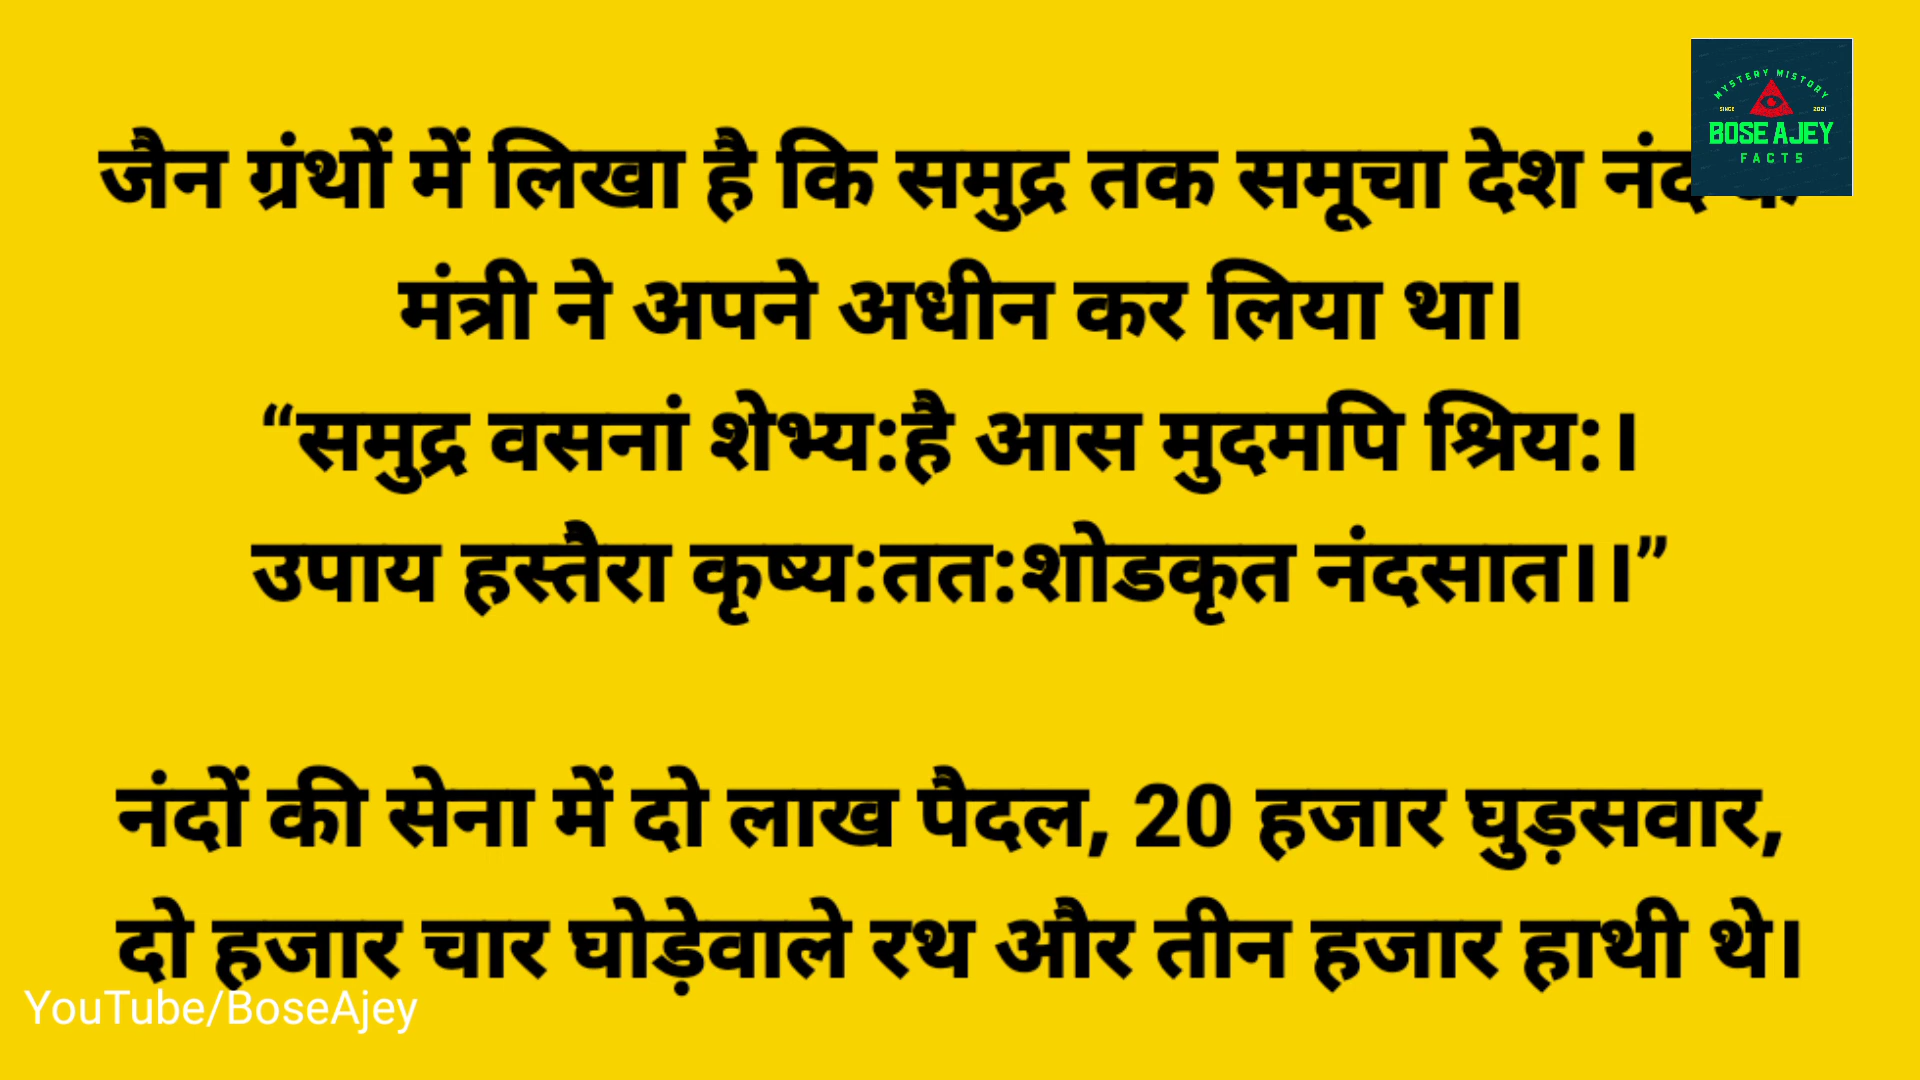 MYSTERY MISTORY
SINCE 2021
BOSE AJEY
FACTS
जैन ग्रंथों में लिखा है कि समुद्र तक समूचा देश
मंत्री ने अपने अधीन कर लिया था।
“समुद्र वसनां शेभ्य:है आस मुदमपि श्रिय:।
उपाय हस्तैरा कृष्य:तत:शोडकृत नंदसात।।”
नंदों की सेना में दो लाख पैदल, 20 हजार घुड़सवार,
दो हजार चार घोड़ेवाले रथ और तीन हजार हाथी थे।
YouTube/BoseAjey